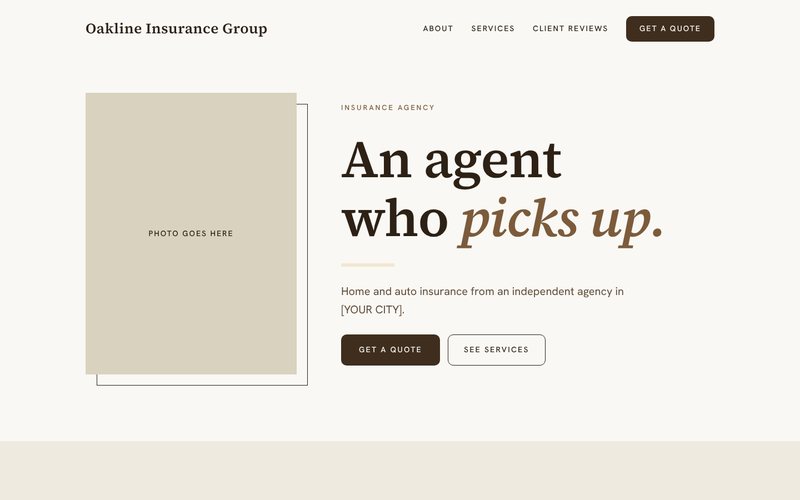 Oakline Insurance Group
ABOUT
SERVICES
CLIENT REVIEWS
GET A QUOTE
PHOTO GOES HERE
INSURANCE AGENCY
An agent
who picks up.
Home and auto insurance from an independent agency in
[YOUR CITY].
GET A QUOTE
SEE SERVICES